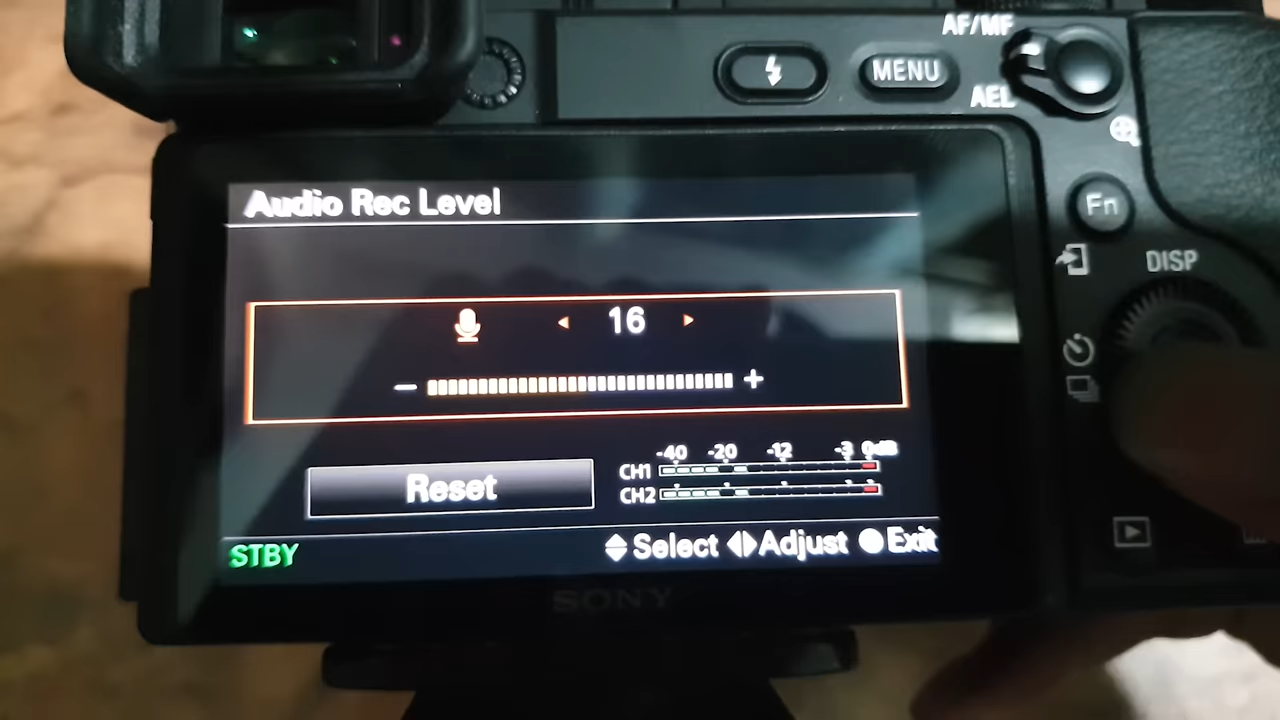 AF/MF
MENU
AEL
Audio Rec Level
Fn
DISP
16
− +
-40 -20 -12 -3 0dB
CH1
CH2
Reset
STBY
Select Adjust Exit
SONY